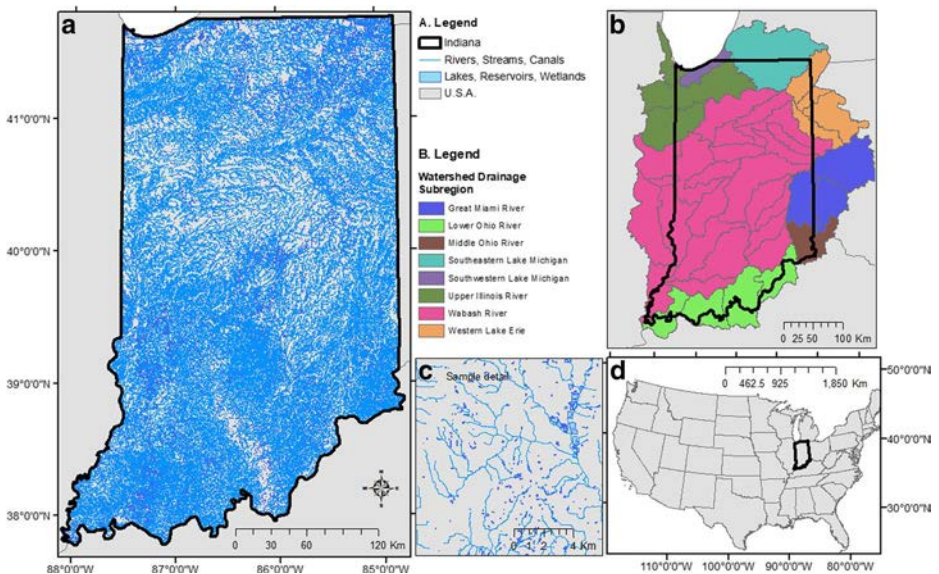 a
A. Legend
Indiana
Rivers, Streams, Canals
Lakes, Reservoirs, Wetlands
U.S.A.
B. Legend
Watershed Drainage
Subregion
Great Miami River
Lower Ohio River
Middle Ohio River
Southeastern Lake Michigan
Southwestern Lake Michigan
Upper Illinois River
Wabash River
Western Lake Erie
41°0'0"N
40°0'0"N
39°0'0"N
38°0'0"N
88°0'0"W 87°0'0"W 86°0'0"W 85°0'0"W
0 30 60 120 Km
b
0
25 50 100 Km
c
Sample detail
0 1 2 4 Km
d
0 462.5 925 1,850 Km
50°0'0"N
40°0'0"N
30°0'0"N
110°0'0"W 100°0'0"W 90°0'0"W 80°0'0"W